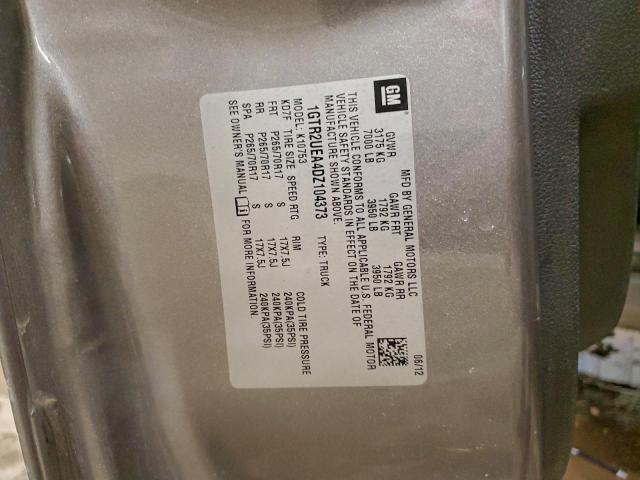 GM
MFD BY GENERAL MOTORS LLC 06/12
GVWR GAWR FRT GAWR RR
3175 KG 1792 KG 1792 KG
7000 LB 3950 LB 3950 LB
THIS VEHICLE CONFORMS TO ALL APPLICABLE U.S. FEDERAL MOTOR
VEHICLE SAFETY STANDARDS IN EFFECT ON THE DATE OF
MANUFACTURE SHOWN ABOVE.
1GTR2UEA4DZ104373 TYPE: TRUCK
MODEL: K10753
KD7F TIRE SIZE SPEED RTG RIM COLD TIRE PRESSURE
FRT P265/70R17 S 17X7.5J 240KPA(35PSI)
RR P265/70R17 S 17X7.5J 240KPA(35PSI)
SPA P265/70R17 S 17X7.5J 240KPA(35PSI)
SEE OWNER'S MANUAL FOR MORE INFORMATION.